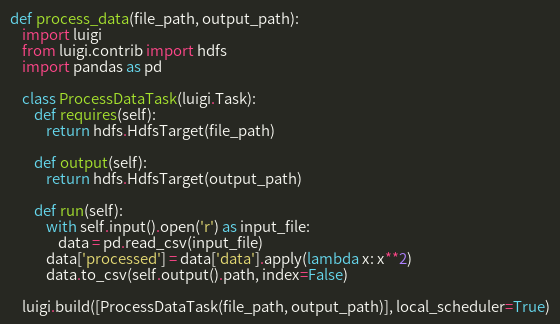 def process_data(file_path, output_path):
    import luigi
    from luigi.contrib import hdfs
    import pandas as pd

    class ProcessDataTask(luigi.Task):
        def requires(self):
            return hdfs.HdfsTarget(file_path)

        def output(self):
            return hdfs.HdfsTarget(output_path)

        def run(self):
            with self.input().open('r') as input_file:
                data = pd.read_csv(input_file)
            data['processed'] = data['data'].apply(lambda x: x**2)
            data.to_csv(self.output().path, index=False)

    luigi.build([ProcessDataTask(file_path, output_path)], local_scheduler=True)